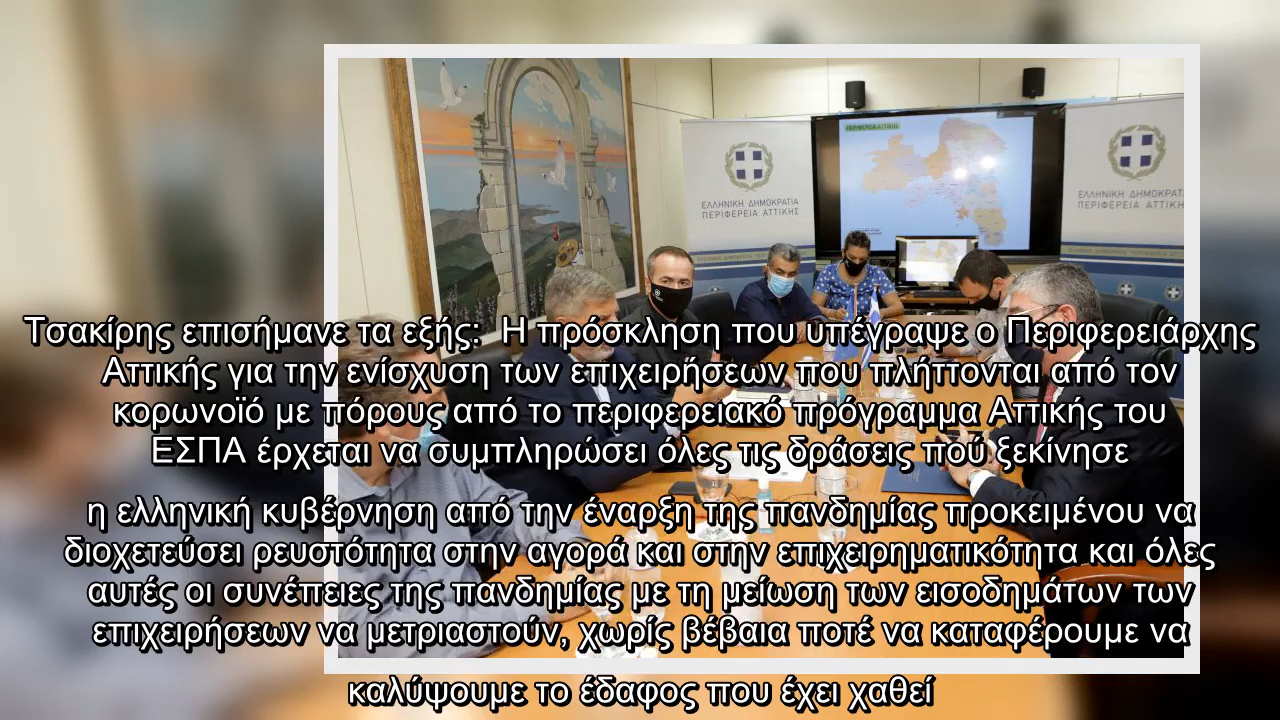 ΠΕΡΙΦΕΡΕΙΑ ΑΤΤΙΚΗΣ
ΕΛΛΗΝΙΚΗ ΔΗΜΟΚΡΑΤΙΑ
ΠΕΡΙΦΕΡΕΙΑ ΑΤΤΙΚΗΣ
ΕΛΛΗΝΙΚΗ ΔΗΜΟΚΡΑΤ
ΠΕΡΙΦΕΡΕΙΑ ΑΤΤΙΚΗ
Τσακίρης επισήμανε τα εξής: Η πρόσκληση που υπέγραψε ο Περιφερειάρχης
Αττικής για την ενίσχυση των επιχειρήσεων που πλήττονται από τον
κορωνοϊό με πόρους από το περιφερειακό πρόγραμμα Αττικής του
ΕΣΠΑ έρχεται να συμπληρώσει όλες τις δράσεις πού ξεκίνησε
η ελληνική κυβέρνηση από την έναρξη της πανδημίας προκειμένου να
διοχετεύσει ρευστότητα στην αγορά και στην επιχειρηματικότητα και όλες
αυτές οι συνέπειες της πανδημίας με τη μείωση των εισοδημάτων των
επιχειρήσεων να μετριαστούν, χωρίς βέβαια ποτέ να καταφέρουμε να
καλύψουμε το έδαφος που έχει χαθεί